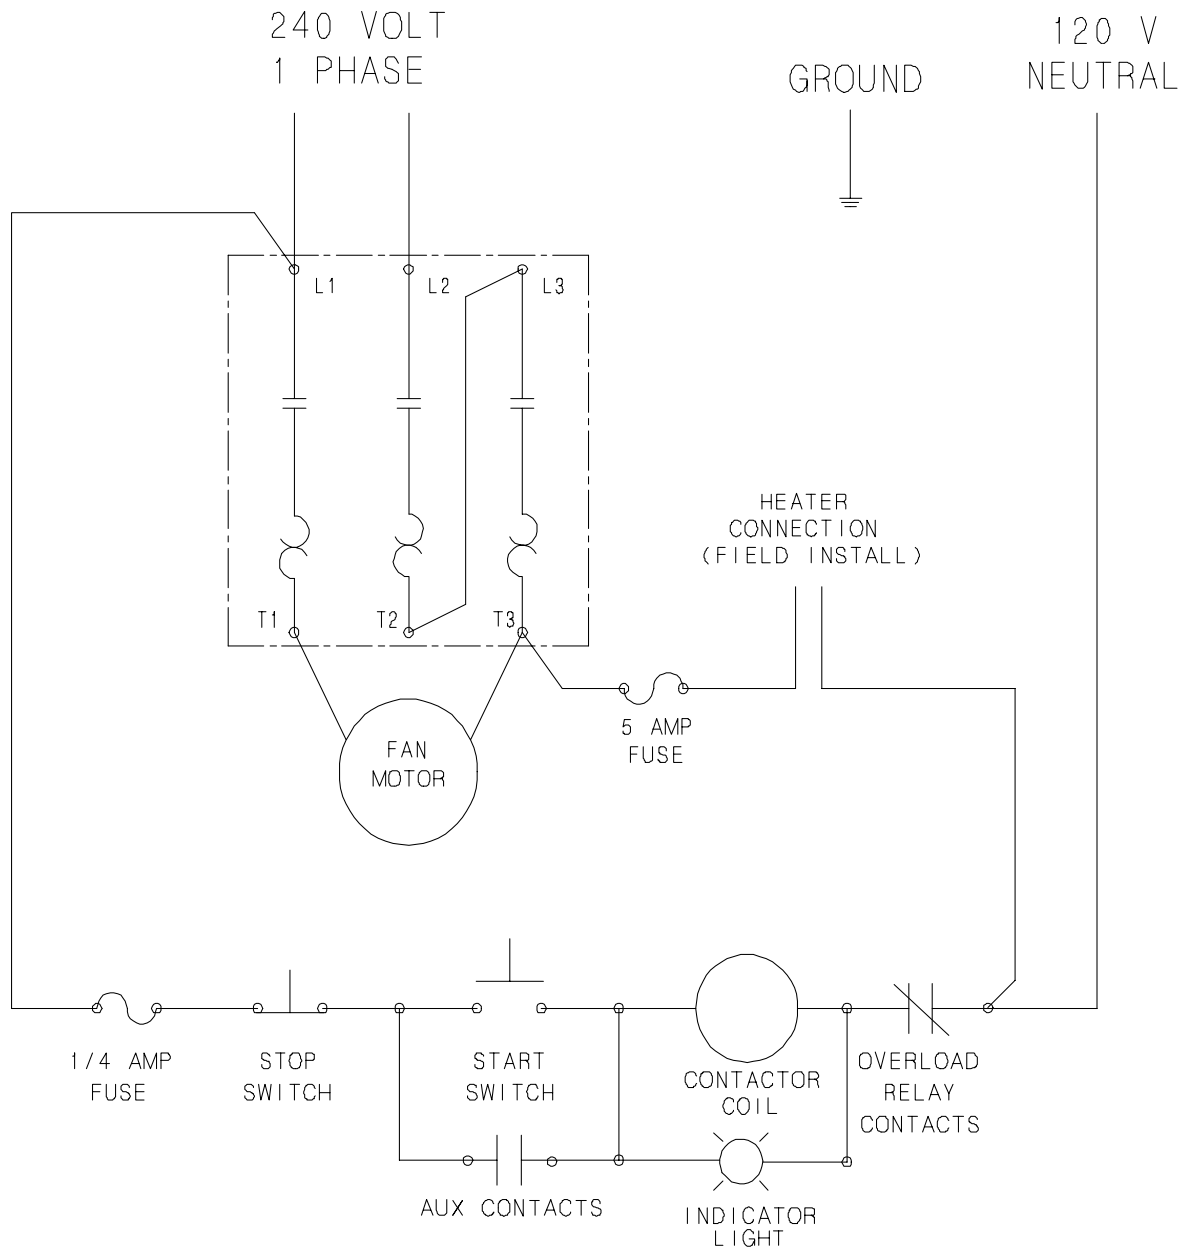 240 VOLT
1 PHASE
GROUND
120 V
NEUTRAL
L1
L2
L3
HEATER
CONNECTION
(FIELD INSTALL)
T1
T2
T3
5 AMP
FUSE
FAN
MOTOR
1/4 AMP
FUSE
STOP
SWITCH
START
SWITCH
CONTACTOR
COIL
OVERLOAD
RELAY
CONTACTS
AUX CONTACTS
INDICATOR
LIGHT